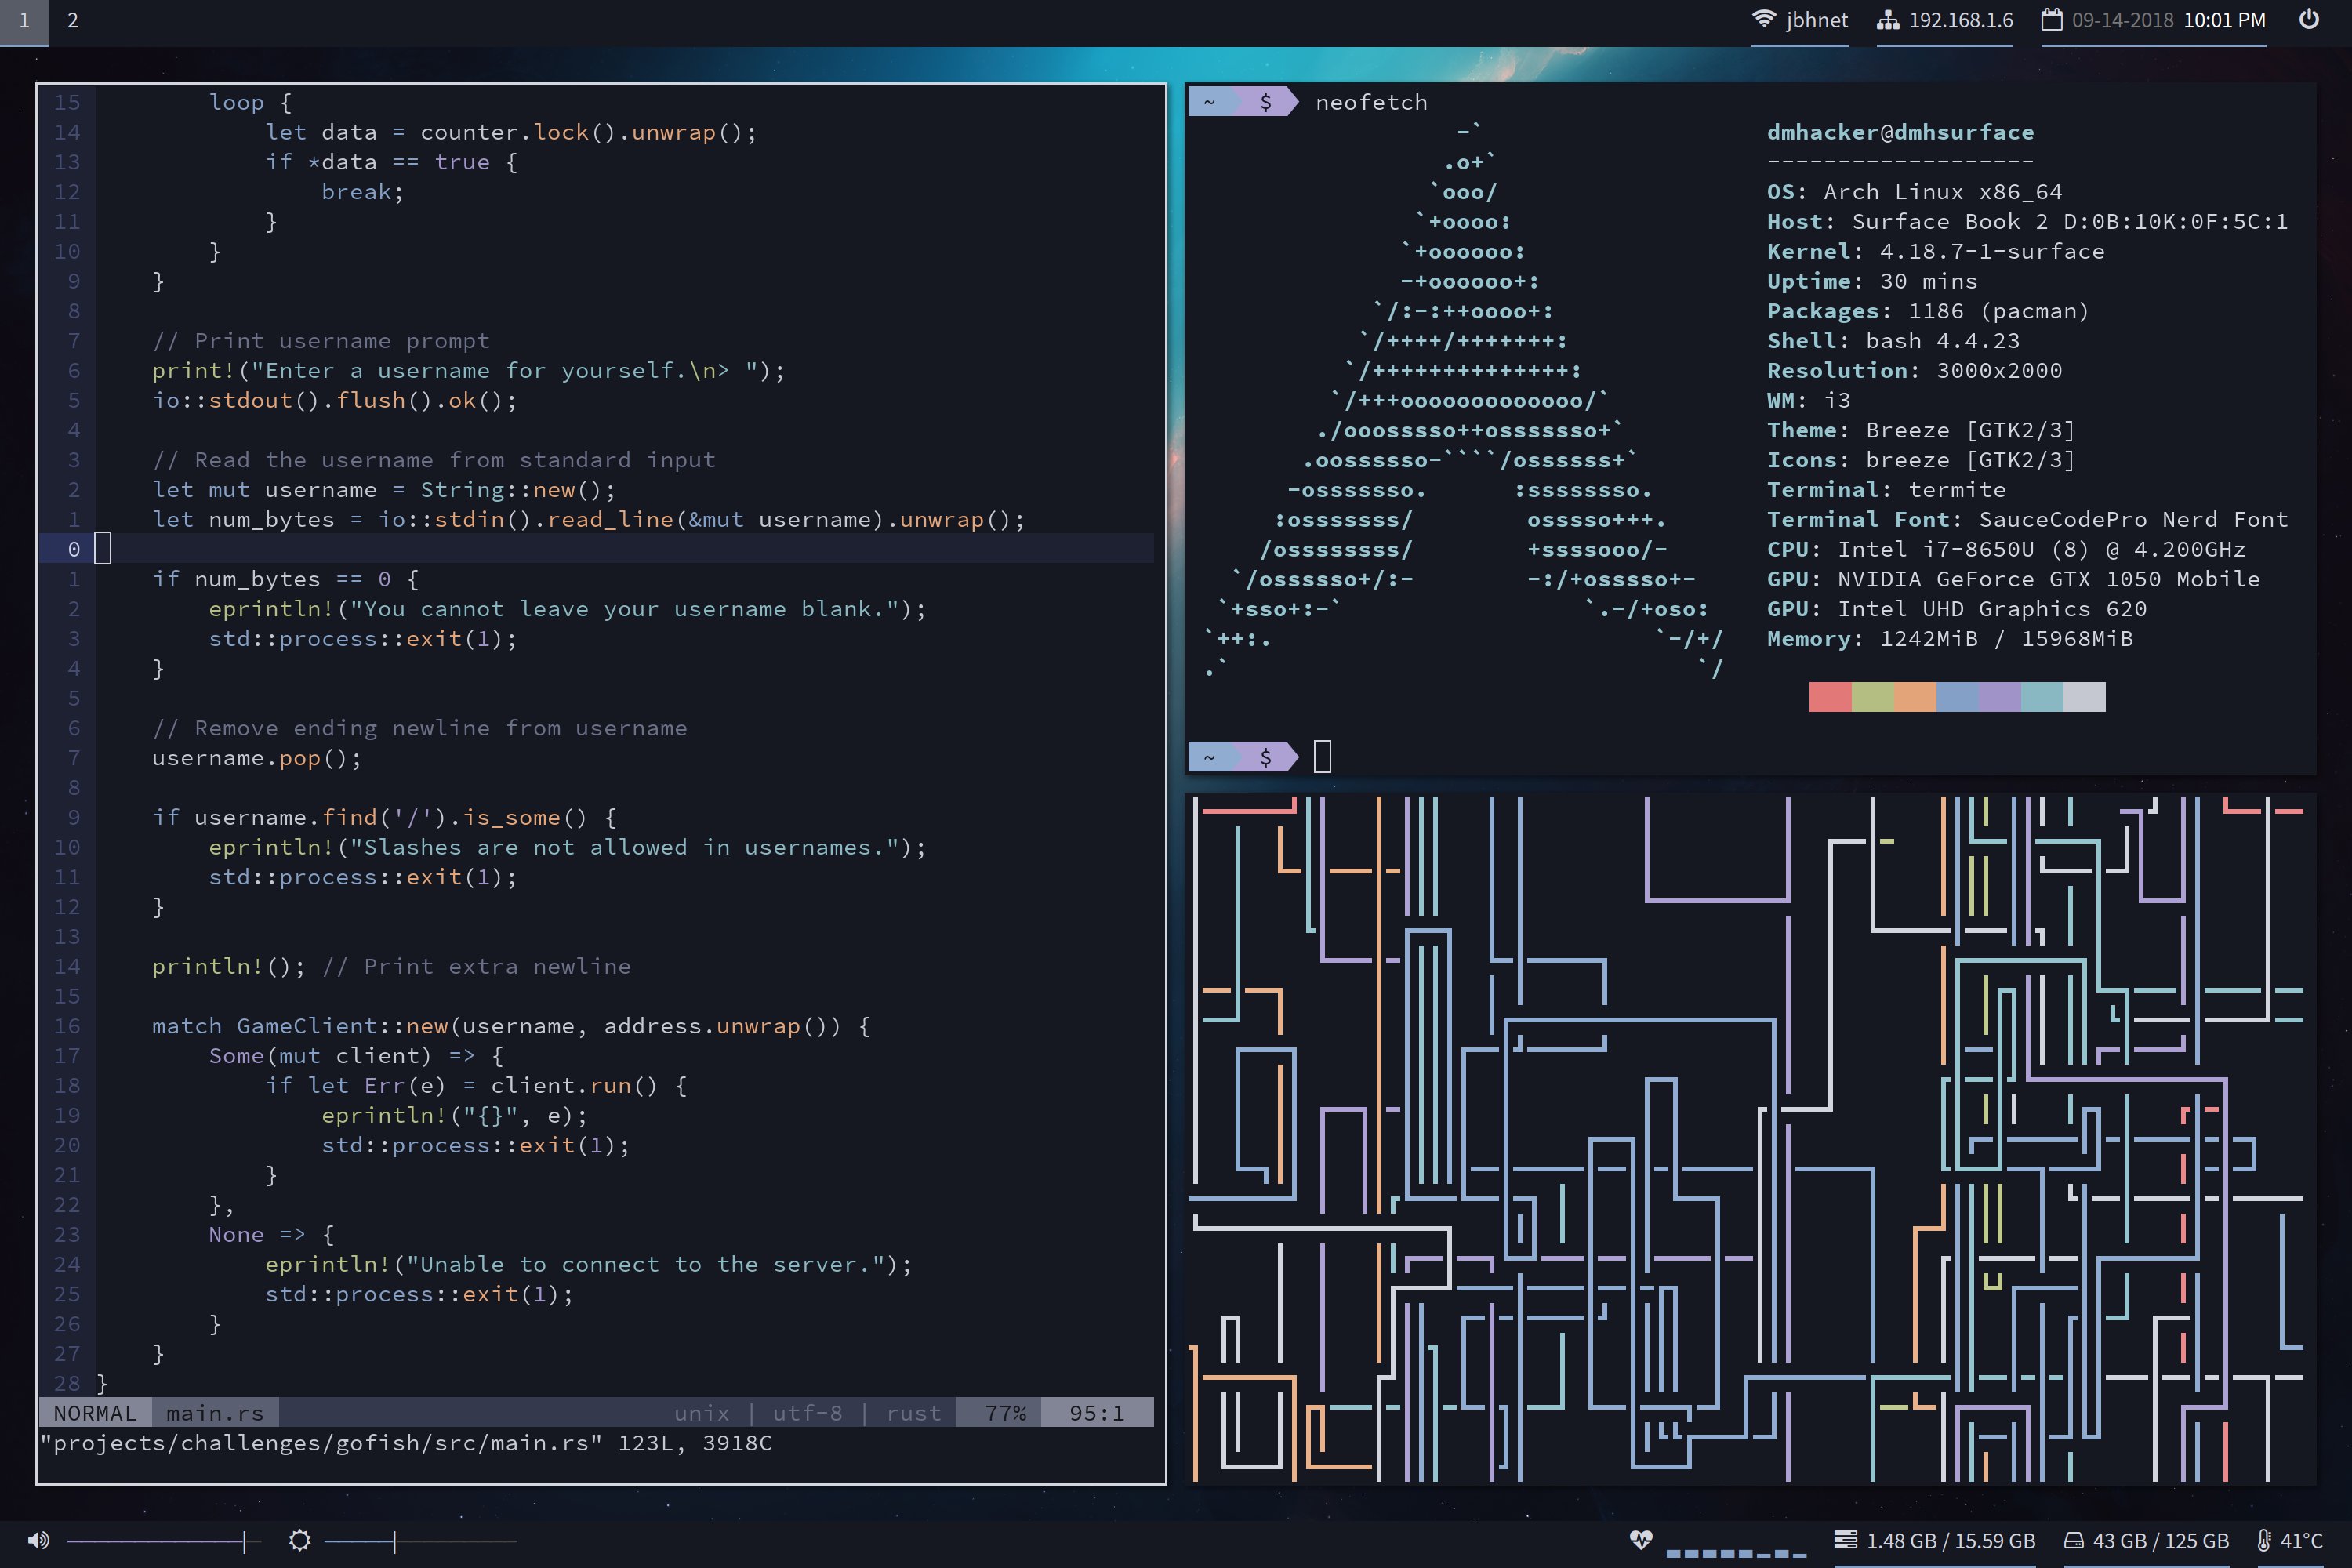 1 2 jbhnet 192.168.1.6 09-14-2018 10:01 PM
15         loop {
14             let data = counter.lock().unwrap();
13             if *data == true {
12                 break;
11             }
10         }
9     }
8
7     // Print username prompt
6     print!("Enter a username for yourself.\n> ");
5     io::stdout().flush().ok();
4
3     // Read the username from standard input
2     let mut username = String::new();
1     let num_bytes = io::stdin().read_line(&mut username).unwrap();
0
1     if num_bytes == 0 {
2         eprintln!("You cannot leave your username blank.");
3         std::process::exit(1);
4     }
5
6     // Remove ending newline from username
7     username.pop();
8
9     if username.find('/').is_some() {
10         eprintln!("Slashes are not allowed in usernames.");
11         std::process::exit(1);
12     }
13
14     println!(); // Print extra newline
15
16     match GameClient::new(username, address.unwrap()) {
17         Some(mut client) => {
18             if let Err(e) = client.run() {
19                 eprintln!("{}", e);
20                 std::process::exit(1);
21             }
22         },
23         None => {
24             eprintln!("Unable to connect to the server.");
25             std::process::exit(1);
26         }
27     }
28 }
NORMAL main.rs unix | utf-8 | rust 77% 95:1
"projects/challenges/gofish/src/main.rs" 123L, 3918C
~ $ neofetch
                   -`
                  .o+`
                 `ooo/
                `+oooo:
               `+oooooo:
               -+oooooo+:
             `/:-:++oooo+:
            `/++++/+++++++:
           `/++++++++++++++:
          `/+++ooooooooooooo/`
         ./ooosssso++osssssso+`
        .oossssso-````/ossssss+`
       -osssssso.      :ssssssso.
      :osssssss/        osssso+++.
     /ossssssss/        +ssssooo/-
   `/ossssso+/:-        -:/+osssso+-
  `+sso+:-`                 `.-/+oso:
 `++:.                           `-/+/
 .`                                 `/
dmhacker@dmhsurface
-------------------
OS: Arch Linux x86_64
Host: Surface Book 2 D:0B:10K:0F:5C:1
Kernel: 4.18.7-1-surface
Uptime: 30 mins
Packages: 1186 (pacman)
Shell: bash 4.4.23
Resolution: 3000x2000
WM: i3
Theme: Breeze [GTK2/3]
Icons: breeze [GTK2/3]
Terminal: termite
Terminal Font: SauceCodePro Nerd Font
CPU: Intel i7-8650U (8) @ 4.200GHz
GPU: NVIDIA GeForce GTX 1050 Mobile
GPU: Intel UHD Graphics 620
Memory: 1242MiB / 15968MiB
~ $
1.48 GB / 15.59 GB 43 GB / 125 GB 41°C